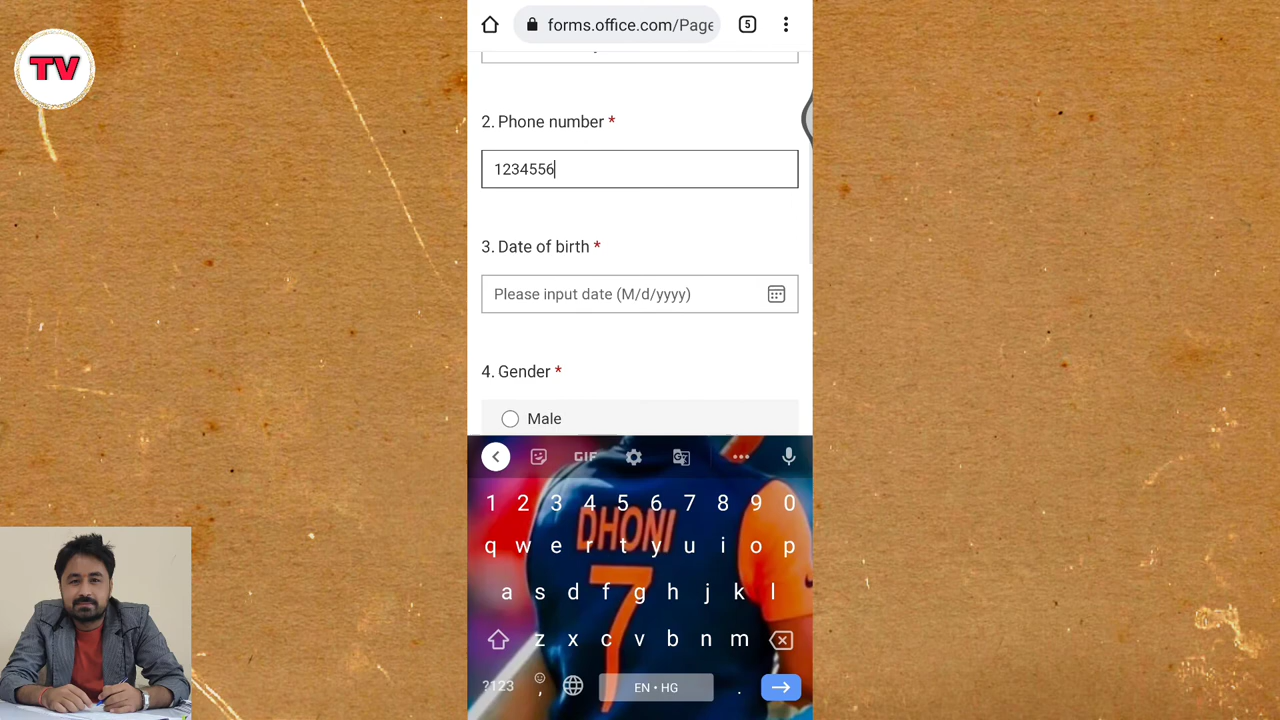 TV
forms.office.com/Page
5
2. Phone number *
1234556
3. Date of birth *
Please input date (M/d/yyyy)
4. Gender *
Male
GIF
DHONI
7
1 2 3 4 5 6 7 8 9 0
q w e r t y u i o p
a s d f g h j k l
z x c v b n m
?123 , EN • HG .